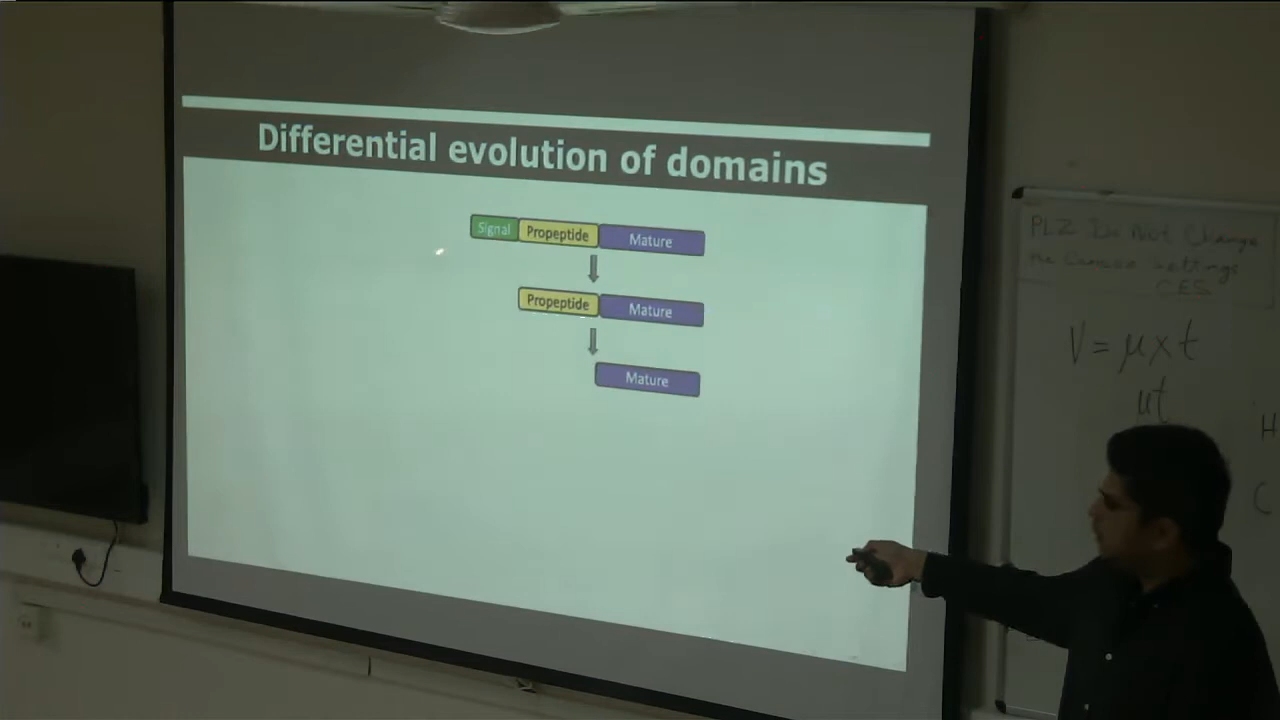 Differential evolution of domains
Signal Propeptide Mature
Propeptide Mature
Mature
PLZ Do Not Change
the Camera Settings
CES
V = μ x t
μt
H
C